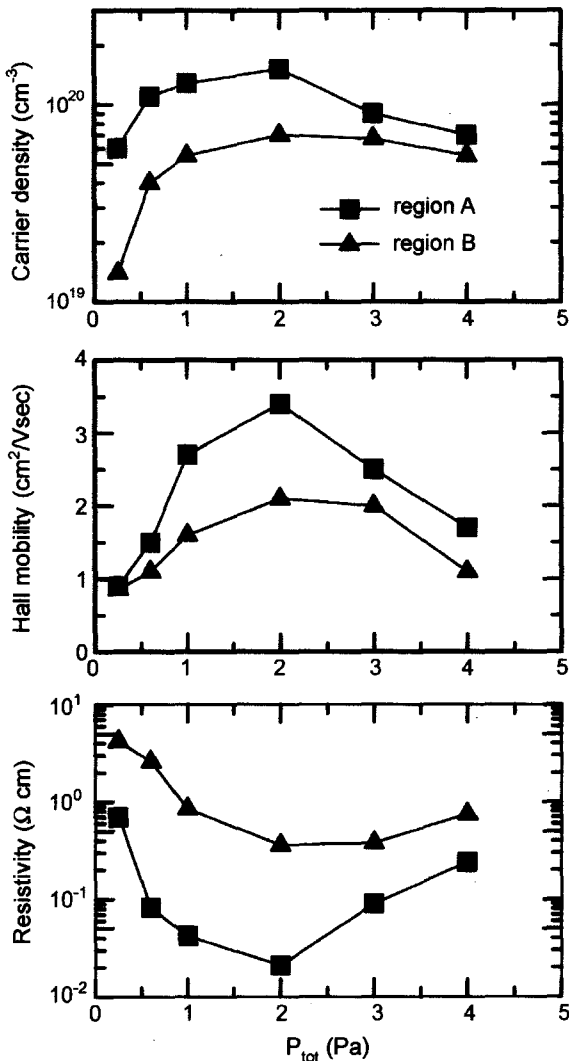 Carrier density (cm⁻³)
10²⁰
10¹⁹
region A
region B
0 1 2 3 4 5
Hall mobility (cm²/Vsec)
4
3
2
1
0
0 1 2 3 4 5
Resistivity (Ω cm)
10¹
10⁰
10⁻¹
10⁻²
0 1 2 3 4 5
P_tot (Pa)